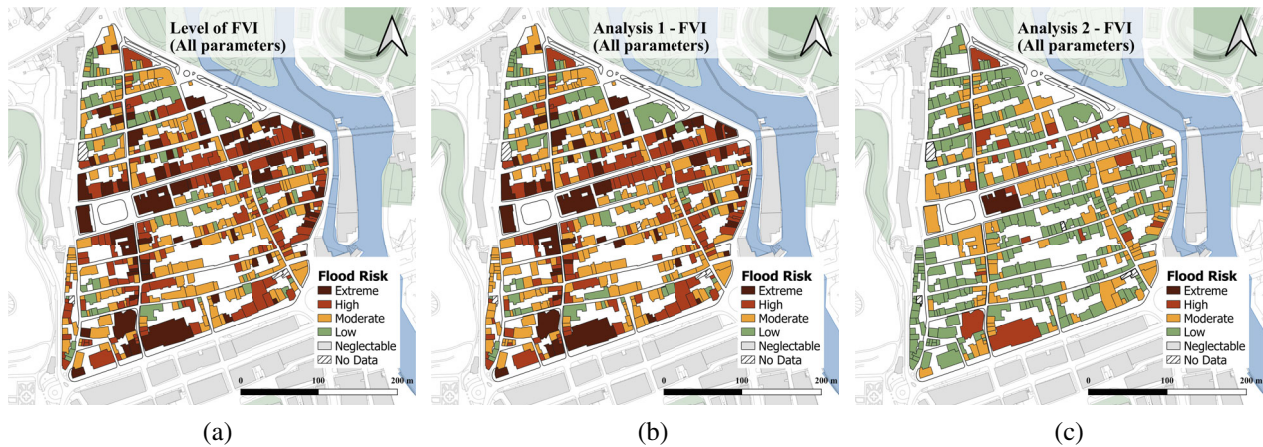 Level of FVI
(All parameters)
Flood Risk
Extreme
High
Moderate
Low
Neglectable
No Data
0 100 200 m
(a)
Analysis 1 - FVI
(All parameters)
Flood Risk
Extreme
High
Moderate
Low
Neglectable
No Data
0 100 200 m
(b)
Analysis 2 - FVI
(All parameters)
Flood Risk
Extreme
High
Moderate
Low
Neglectable
No Data
0 100 200 m
(c)